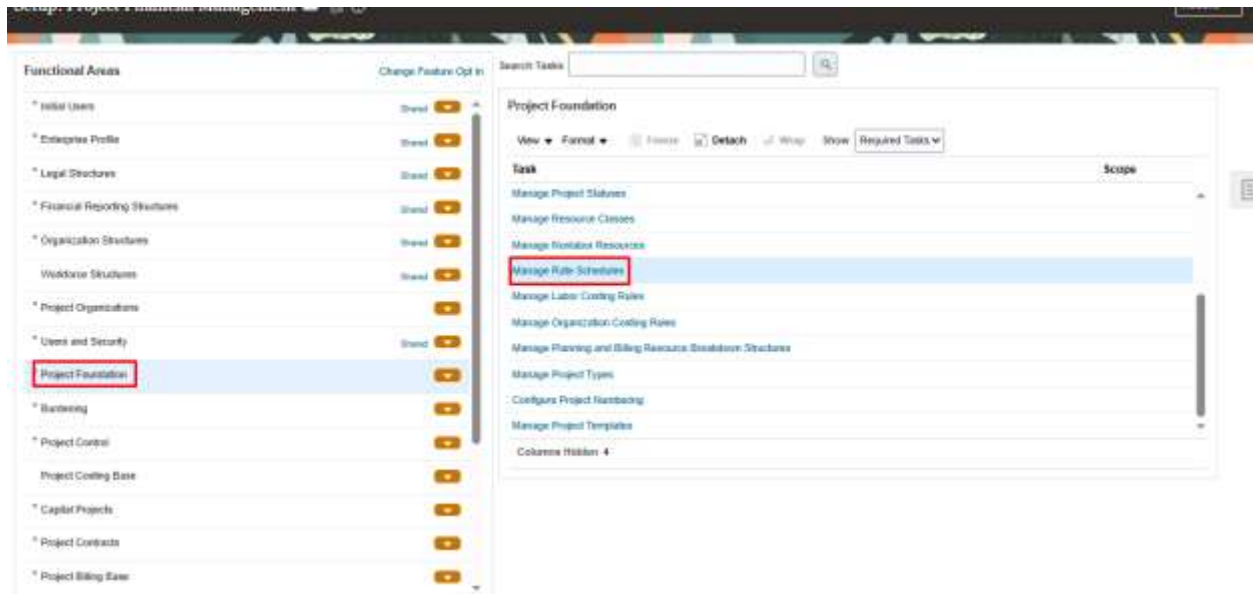 Setup: Project Financial Management
Functional Areas
Change Feature Opt In
* Initial Users
Shared
* Enterprise Profile
Shared
* Legal Structures
Shared
* Financial Reporting Structures
Shared
* Organization Structures
Shared
Workforce Structures
Shared
* Project Organizations
* Users and Security
Shared
* Project Foundation
* Burdening
* Project Control
Project Costing Base
* Capital Projects
* Project Contracts
* Project Billing Base
Search Tasks
Project Foundation
View Format Freeze Detach Wrap Show Required Tasks
Task Scope
Manage Project Statuses
Manage Resource Classes
Manage Nonlabor Resources
Manage Rate Schedules
Manage Labor Costing Rules
Manage Organization Costing Rules
Manage Planning and Billing Resource Breakdown Structures
Manage Project Types
Configure Project Numbering
Manage Project Templates
Columns Hidden 4